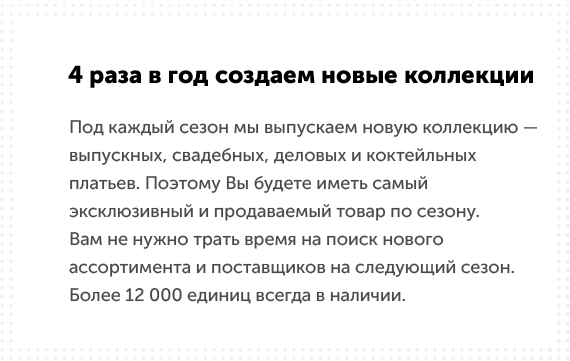 4 раза в год создаем новые коллекции
Под каждый сезон мы выпускаем новую коллекцию —
выпускных, свадебных, деловых и коктейльных
платьев. Поэтому Вы будете иметь самый
эксклюзивный и продаваемый товар по сезону.
Вам не нужно трать время на поиск нового
ассортимента и поставщиков на следующий сезон.
Более 12 000 единиц всегда в наличии.